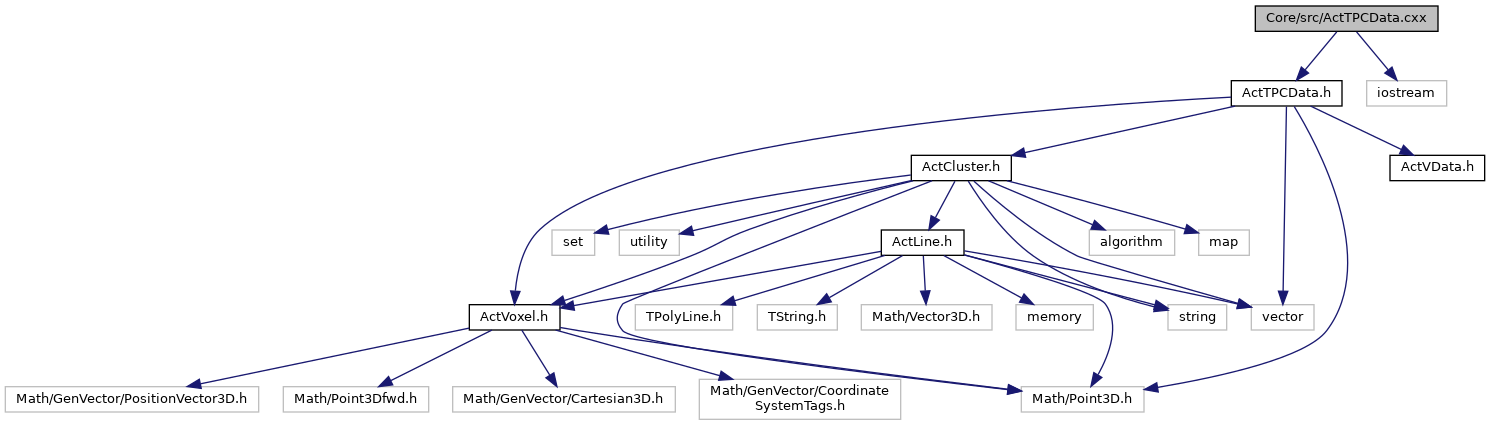 Core/src/ActTPCData.cxx
ActTPCData.h
iostream
ActCluster.h
ActVData.h
set
utility
ActLine.h
algorithm
map
ActVoxel.h
TPolyLine.h
TString.h
Math/Vector3D.h
memory
string
vector
Math/GenVector/PositionVector3D.h
Math/Point3Dfwd.h
Math/GenVector/Cartesian3D.h
Math/GenVector/Coordinate
SystemTags.h
Math/Point3D.h